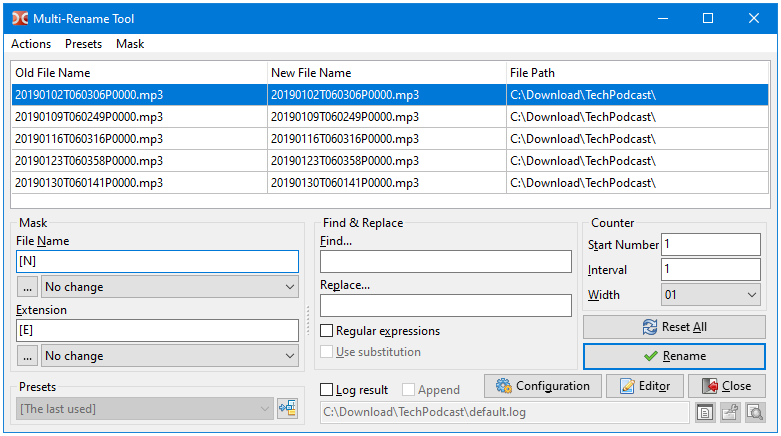 Multi-Rename Tool
Actions Presets Mask
Old File Name New File Name File Path
20190102T060306P0000.mp3 20190102T060306P0000.mp3 C:\Download\TechPodcast\
20190109T060249P0000.mp3 20190109T060249P0000.mp3 C:\Download\TechPodcast\
20190116T060316P0000.mp3 20190116T060316P0000.mp3 C:\Download\TechPodcast\
20190123T060358P0000.mp3 20190123T060358P0000.mp3 C:\Download\TechPodcast\
20190130T060141P0000.mp3 20190130T060141P0000.mp3 C:\Download\TechPodcast\
Mask
File Name
[N]
... No change
Extension
[E]
... No change
Presets
[The last used]
Find & Replace
Find...
Replace...
Regular expressions
Use substitution
Counter
Start Number 1
Interval 1
Width 01
Reset All
Rename
Log result Append Configuration Editor Close
C:\Download\TechPodcast\default.log